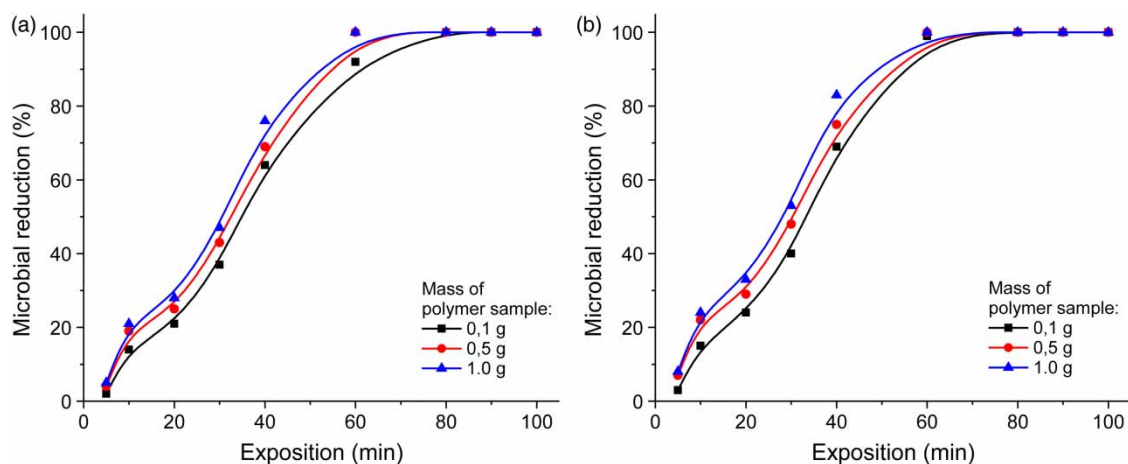 (a)
Microbial reduction (%)
100
80
60
40
20
0
0 20 40 60 80 100
Exposition (min)
Mass of
polymer sample:
0,1 g
0,5 g
1.0 g
(b)
Microbial reduction (%)
100
80
60
40
20
0
0 20 40 60 80 100
Exposition (min)
Mass of
polymer sample:
0,1 g
0,5 g
1.0 g